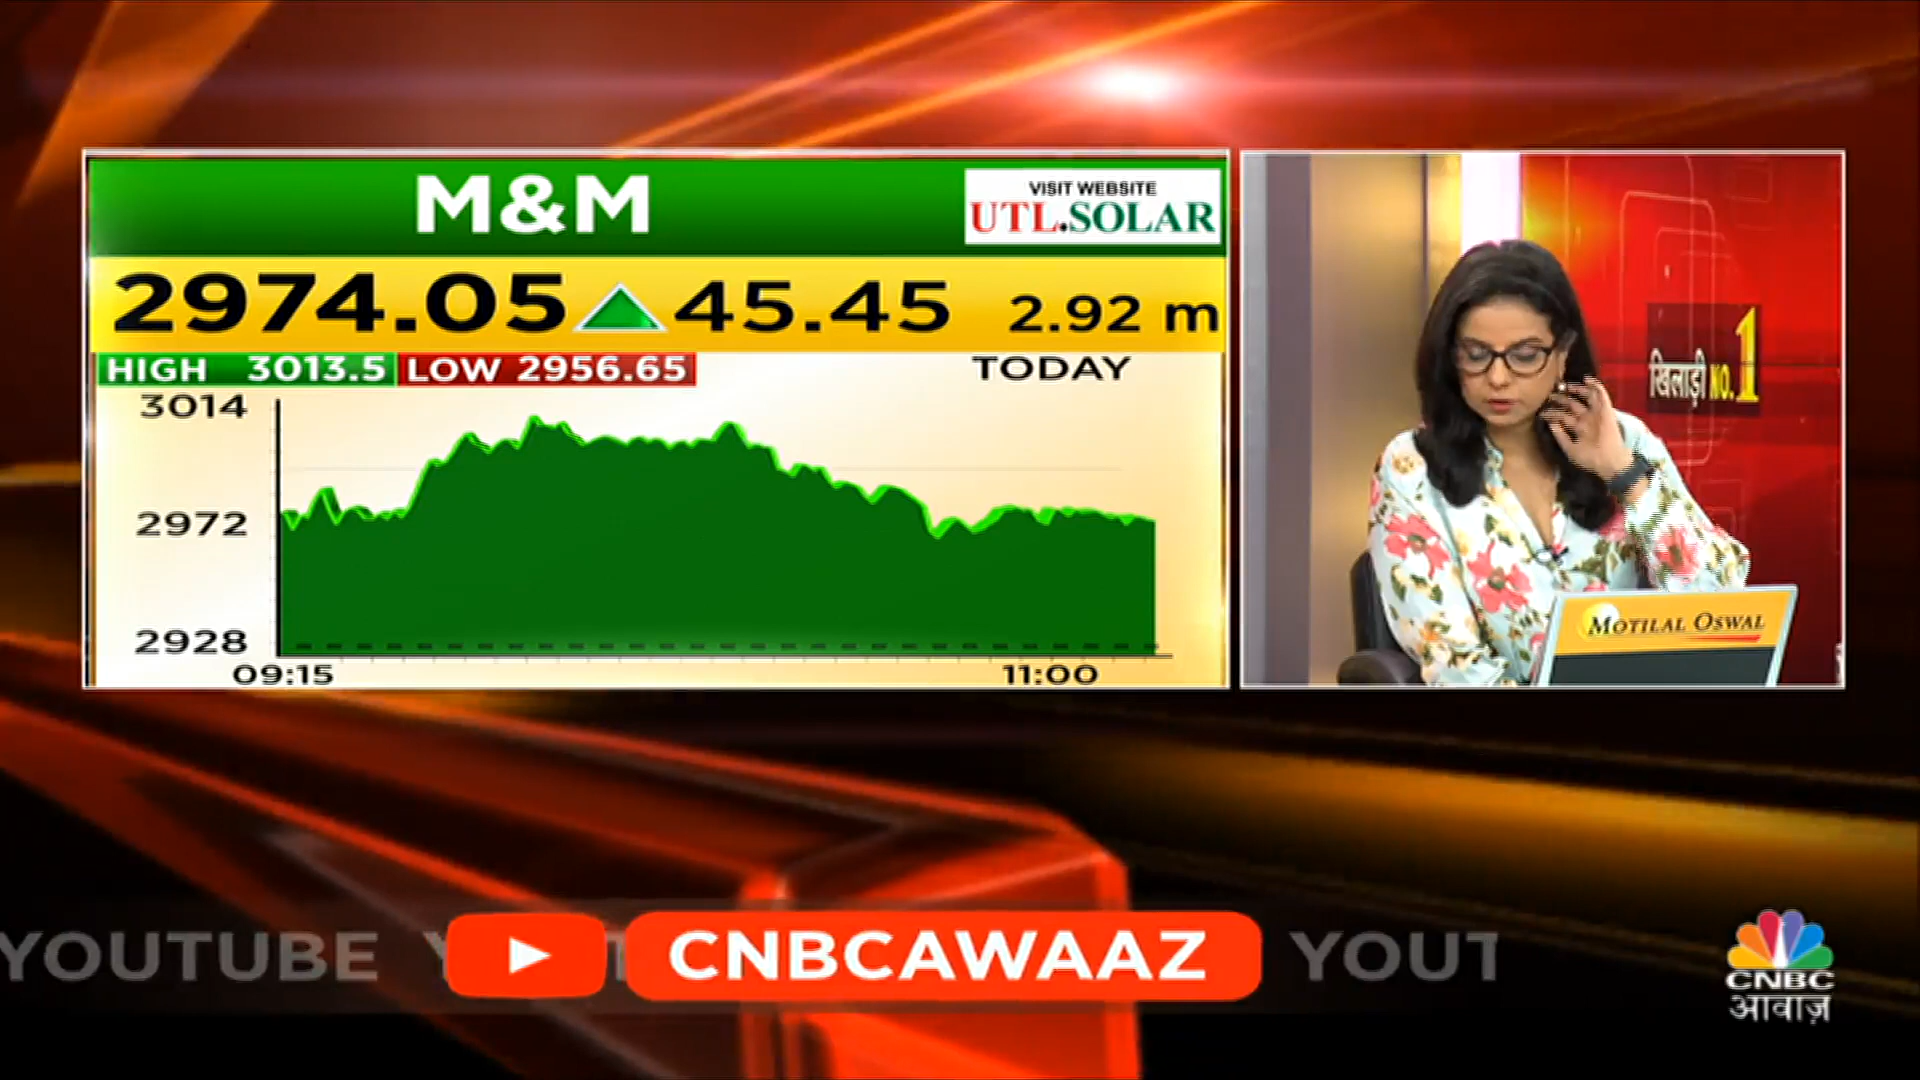 M&M
VISIT WEBSITE
UTL.SOLAR
2974.05 45.45 2.92 m
HIGH 3013.5 LOW 2956.65 TODAY
3014
2972
2928
09:15 11:00
खिलाड़ी NO.1
MOTILAL OSWAL
YOUTUBE
CNBCAWAAZ
YOUT
CNBC
आवाज़